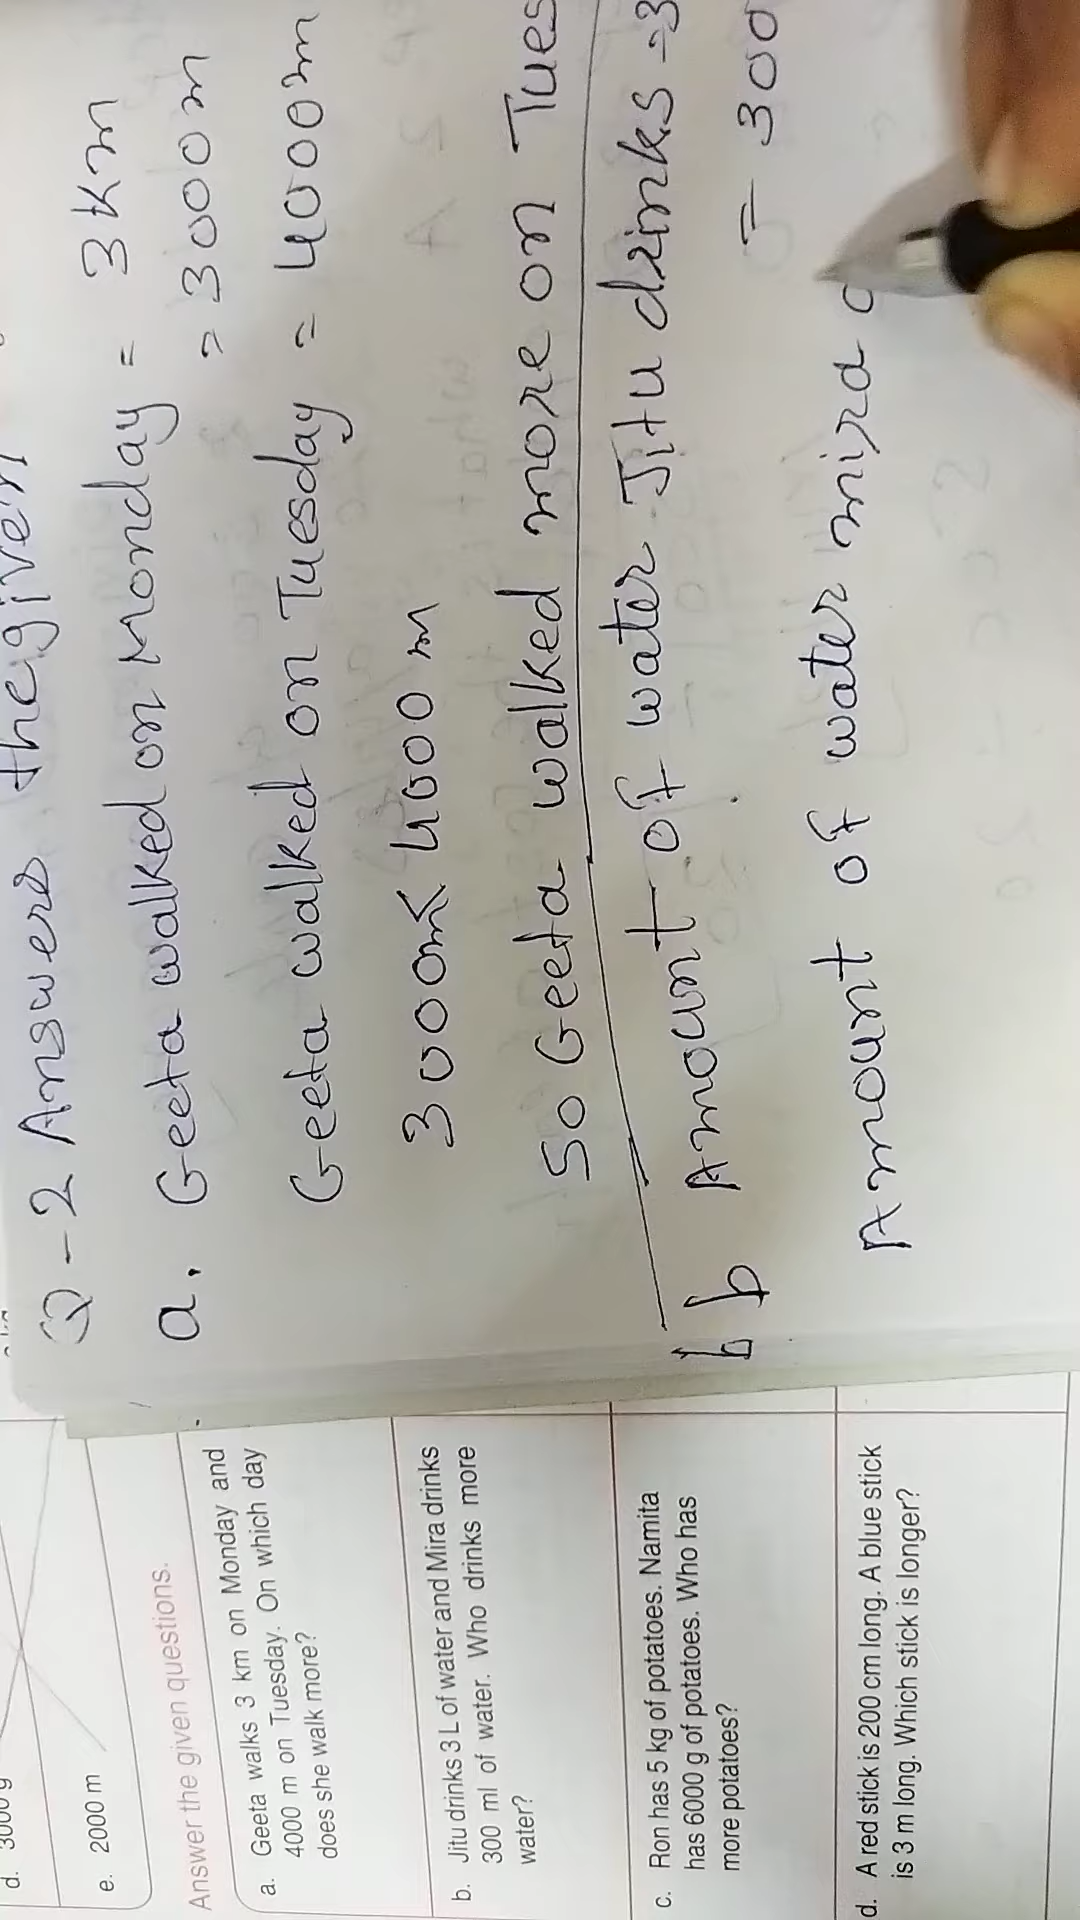 Q-2 Answers the given
a. Geeta walked on Monday = 3 Km
= 3000 m
Geeta walked on Tuesday = 4000 m
3000m < 4000 m
So Geeta walked more on Tues
b b Amount of water Jitu drinks = 3
= 300
Amount of water mira d
d. 3000 g
e. 2000 m
Answer the given questions.
a. Geeta walks 3 km on Monday and
4000 m on Tuesday. On which day
does she walk more?
b. Jitu drinks 3 L of water and Mira drinks
300 ml of water. Who drinks more
water?
c. Ron has 5 kg of potatoes. Namita
has 6000 g of potatoes. Who has
more potatoes?
d. A red stick is 200 cm long. A blue stick
is 3 m long. Which stick is longer?